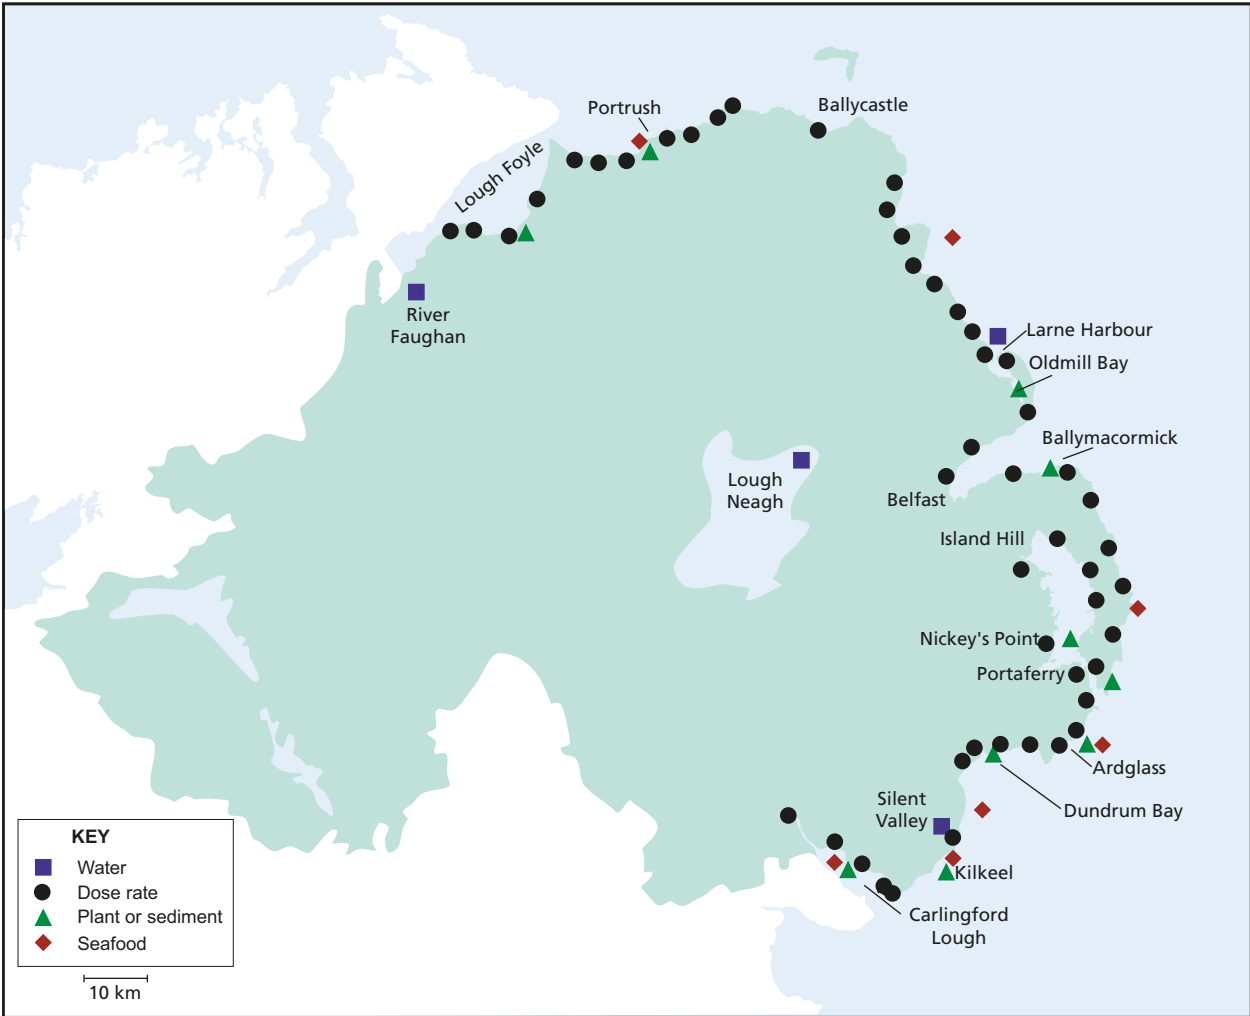 Portrush
Ballycastle
Lough Foyle
River
Faughan
Larne Harbour
Oldmill Bay
Ballymacormick
Lough
Neagh
Belfast
Island Hill
Nickey's Point
Portaferry
Ardglass
Dundrum Bay
Silent
Valley
Kilkeel
Carlingford
Lough
KEY
Water
Dose rate
Plant or sediment
Seafood
10 km